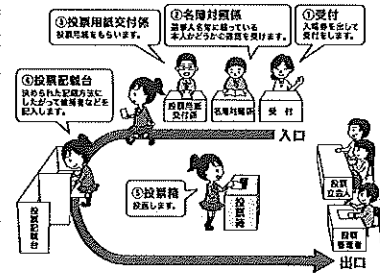 ③投票用紙交付係
投票用紙をもらいます。
②名簿対照係
選挙人名簿に載っている
本人かどうかの確認を受けます。
①受付
入場券を出して
受付をします。
④投票記載台
決められた記載方法に
したがって候補者などを
記入します。
投票用紙
交付係
名簿対照係
受付
入口
⑤投票箱
投函します。
投票箱
投票記載台
投票
立会人
投票
管理者
出口